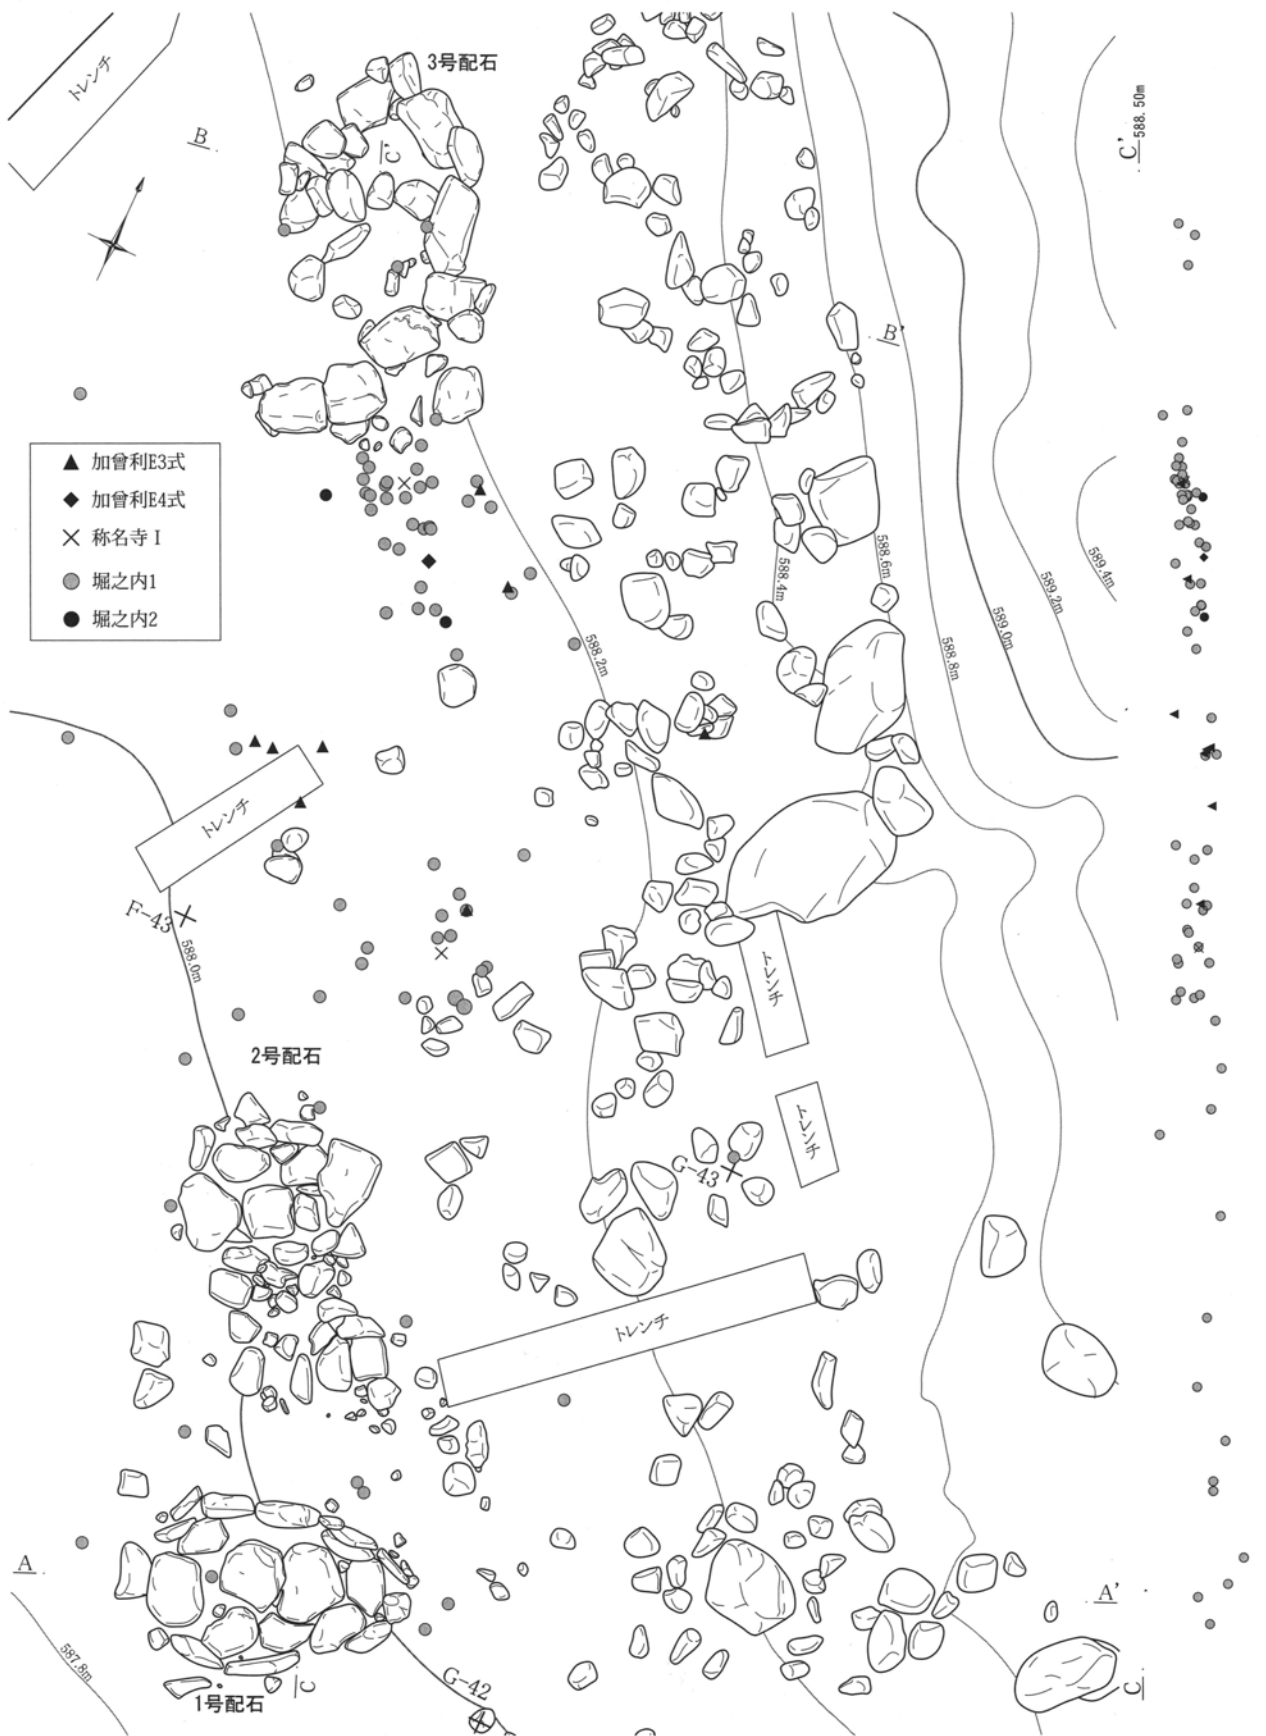 トレンチ
3号配石
B
C'
C'
588.50m
B'
加曾利E3式
加曾利E4式
称名寺 I
堀之内1
堀之内2
588.4m
588.6m
589.4m
589.2m
589.0m
588.8m
588.2m
トレンチ
F-43
588.0m
トレンチ
2号配石
トレンチ
G-43
トレンチ
A
A'
587.8m
C
G-42
1号配石
C